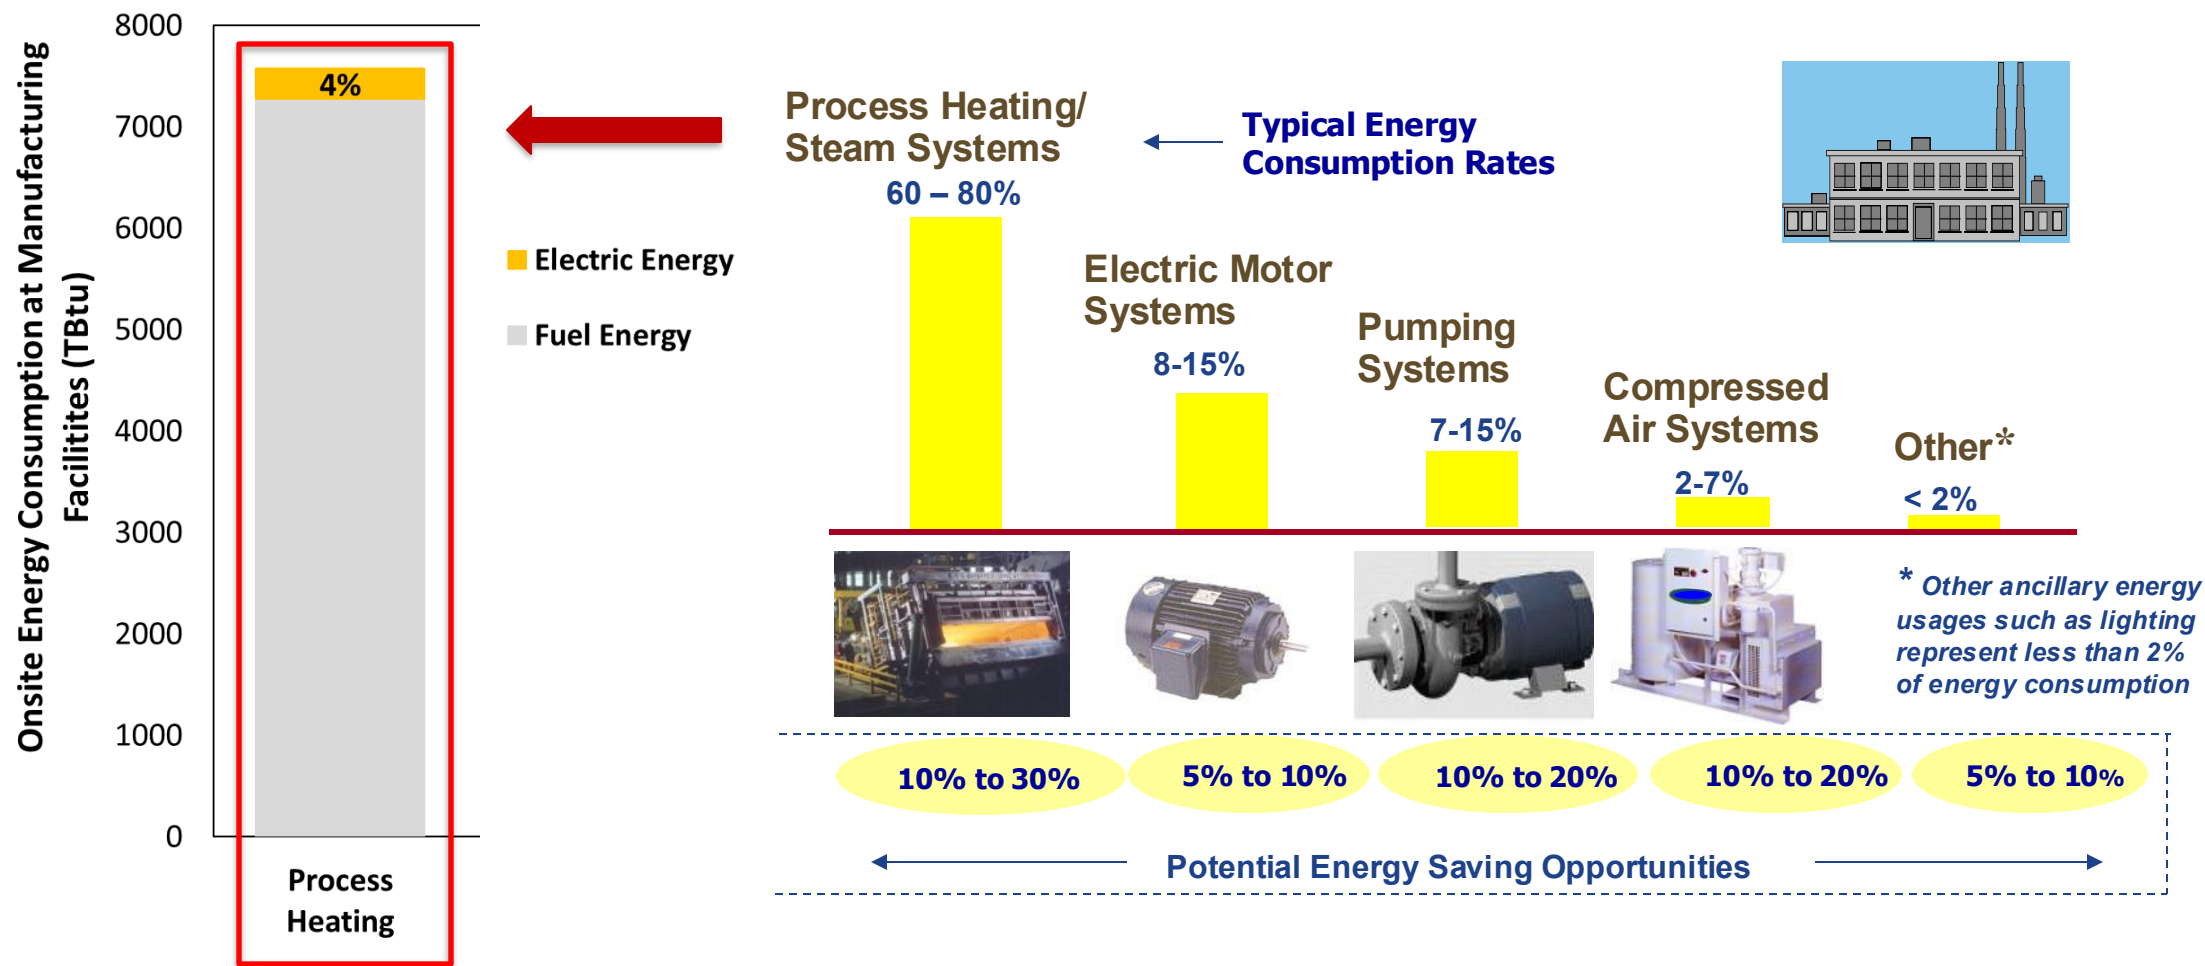 Onsite Energy Consumption at Manufacturing
Facilitites (TBtu)
8000
7000
6000
5000
4000
3000
2000
1000
0
4%
Process
Heating
Electric Energy
Fuel Energy
Process Heating/
Steam Systems
60 – 80%
Typical Energy
Consumption Rates
Electric Motor
Systems
8-15%
Pumping
Systems
7-15%
Compressed
Air Systems
2-7%
Other*
< 2%
* Other ancillary energy
usages such as lighting
represent less than 2%
of energy consumption
10% to 30%
5% to 10%
10% to 20%
10% to 20%
5% to 10%
Potential Energy Saving Opportunities